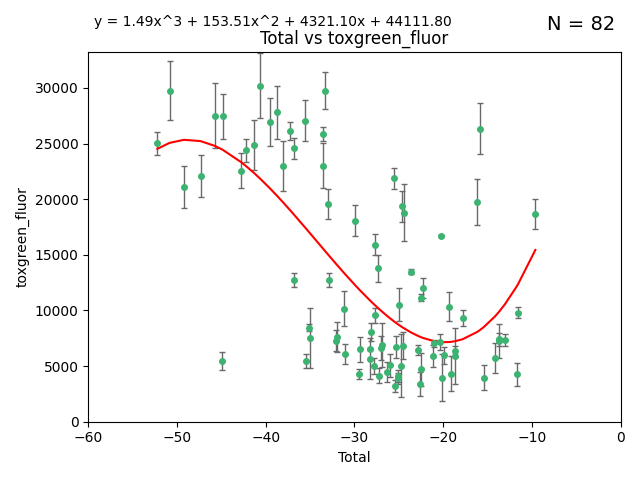 y = 1.49x^3 + 153.51x^2 + 4321.10x + 44111.80
N = 82
Total vs toxgreen_fluor
30000
25000
20000
15000
10000
5000
0
toxgreen_fluor
−60 −50 −40 −30 −20 −10 0
Total